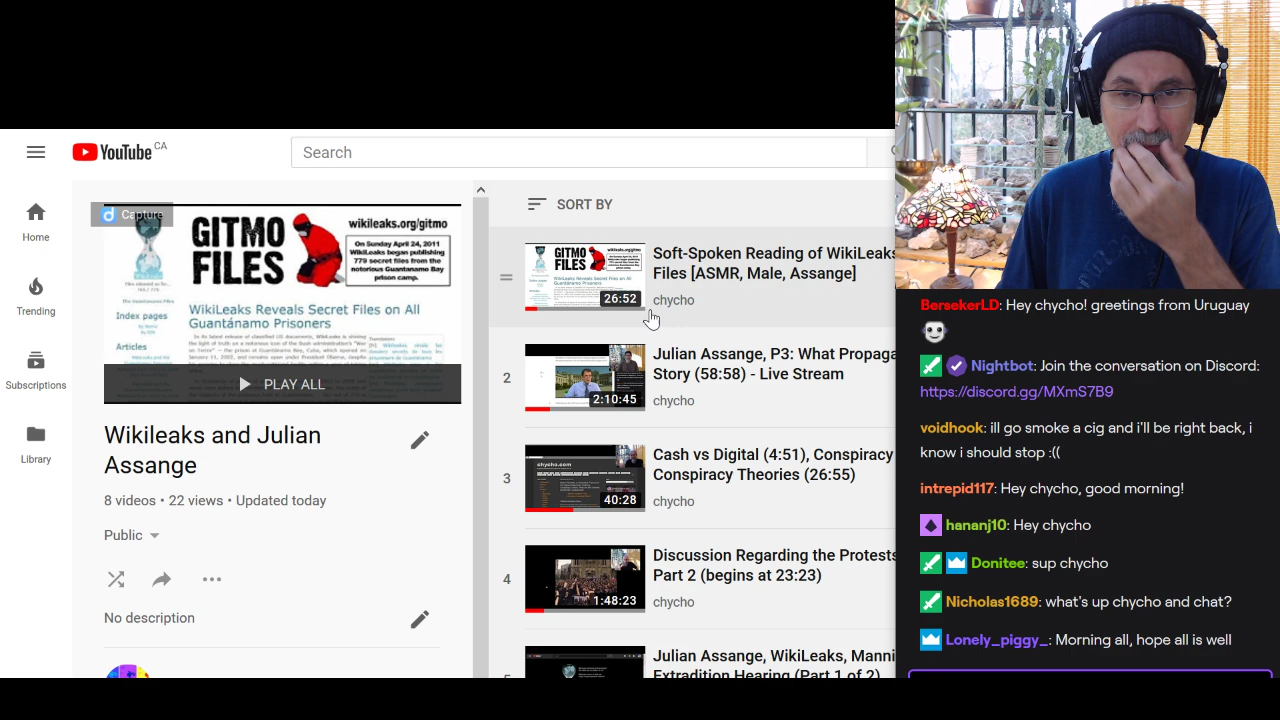 YouTube CA
Search
Home
Trending
Subscriptions
Library
Capture
GITMO
FILES
wikileaks.org/gitmo
On Sunday April 24, 2011
WikiLeaks began publishing
779 secret files from the
notorious Guantanamo Bay
prison camp.
Index pages
Articles
WikiLeaks Reveals Secret Files on All
Guantánamo Prisoners
PLAY ALL
Wikileaks and Julian
Assange
8 videos • 22 views • Updated today
Public
No description
SORT BY
GITMO
FILES
26:52
Soft-Spoken Reading of WikiLeaks
Files [ASMR, Male, Assange]
chycho
2
2:10:45
Julian Assange, P3: What Propaga
Story (58:58) - Live Stream
chycho
3
40:28
Cash vs Digital (4:51), Conspiracy
Conspiracy Theories (26:55)
chycho
4
1:48:23
Discussion Regarding the Protests
Part 2 (begins at 23:23)
chycho
Julian Assange, WikiLeaks, Manni
Extradition Hearing (Part 1 of 2)
BersekerLD: Hey chycho! greetings from Uruguay
Nightbot: Join the conversation on Discord:
https://discord.gg/MXmS7B9
voidhook: ill go smoke a cig and i'll be right back, i
know i should stop :((
intrepid117: Hey chycho, good morning!
hananj10: Hey chycho
Donitee: sup chycho
Nicholas1689: what's up chycho and chat?
Lonely_piggy_: Morning all, hope all is well